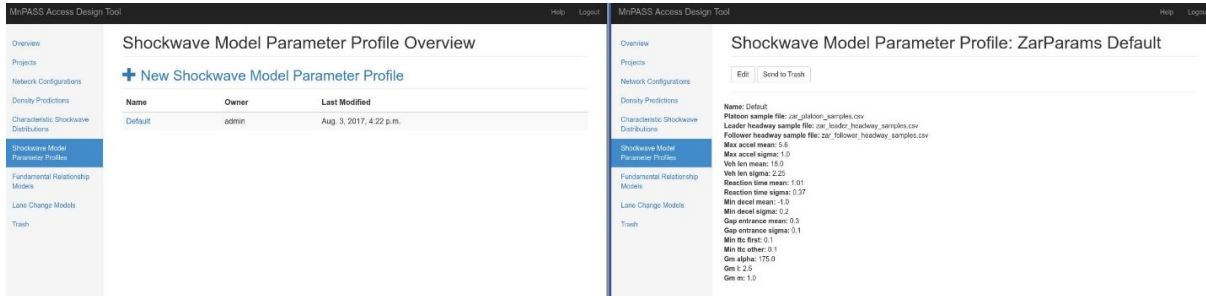 MnPASS Access Design Tool
Help Logout
Overview
Projects
Network Configurations
Density Predictions
Characteristic Shockwave
Distributions
Shockwave Model
Parameter Profiles
Fundamental Relationship
Models
Lane Change Models
Trash
Shockwave Model Parameter Profile Overview
New Shockwave Model Parameter Profile
Name Owner Last Modified
Default admin Aug. 3, 2017, 4:22 p.m.
MnPASS Access Design Tool
Help Logout
Overview
Projects
Network Configurations
Density Predictions
Characteristic Shockwave
Distributions
Shockwave Model
Parameter Profiles
Fundamental Relationship
Models
Lane Change Models
Trash
Shockwave Model Parameter Profile: ZarParams Default
Edit Send to Trash
Name: Default
Platoon sample file: zar_platoon_samples.csv
Leader headway sample file: zar_leader_headway_samples.csv
Follower headway sample file: zar_follower_headway_samples.csv
Max accel mean: 5.6
Max accel sigma: 1.0
Veh len mean: 18.0
Veh len sigma: 2.25
Reaction time mean: 1.01
Reaction time sigma: 0.37
Min decel mean: -1.0
Min decel sigma: 0.2
Gap entrance mean: 0.3
Gap entrance sigma: 0.1
Min ttc first: 0.1
Min ttc other: 0.1
Gm alpha: 175.0
Gm l: 2.5
Gm m: 1.0